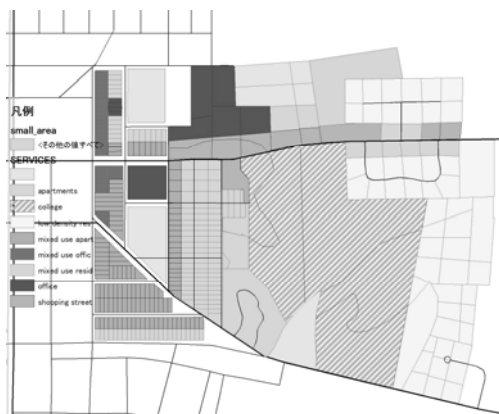 凡例
small_area
<その他の値すべて>
SERVICES
apartments
college
low density res
mixed use apart
mixed use offic
mixed use resid
office
shopping street